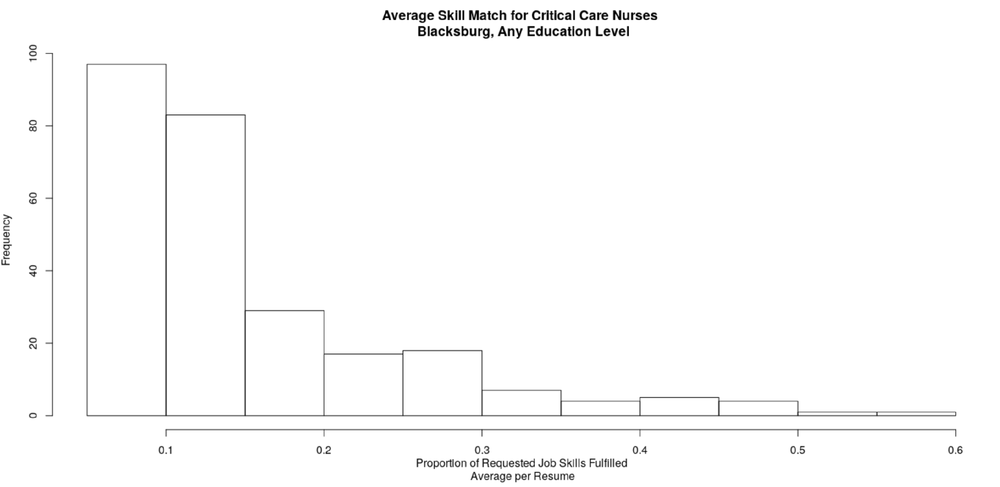 Average Skill Match for Critical Care Nurses
Blacksburg, Any Education Level
100
80
60
40
20
0
Frequency
0.1 0.2 0.3 0.4 0.5 0.6
Proportion of Requested Job Skills Fulfilled
Average per Resume